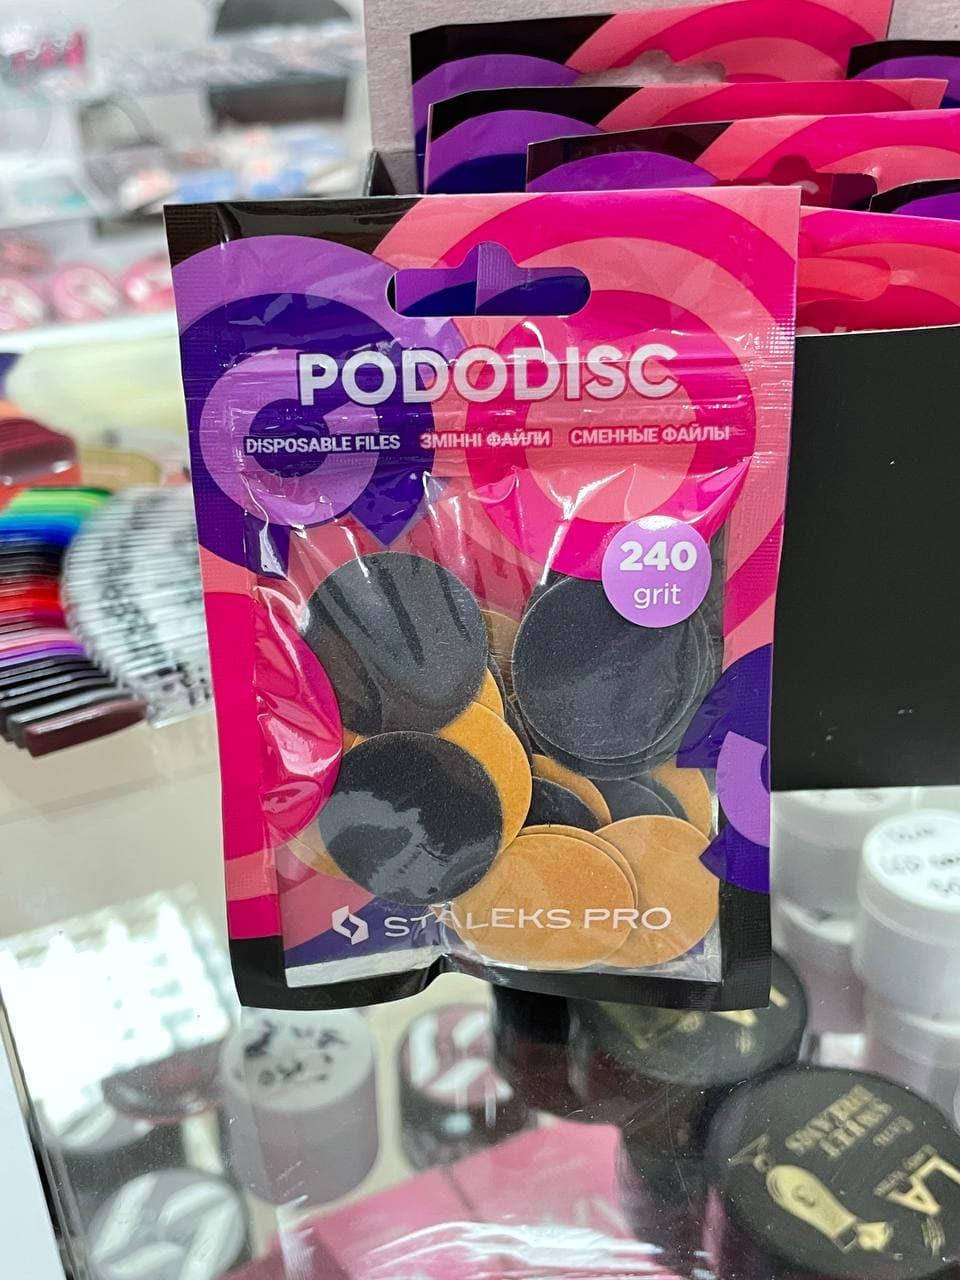 PODODISC
DISPOSABLE FILES ЗМІННІ ФАЙЛИ СМЕННЫЕ ФАЙЛЫ
240
grit
STALEKS PRO